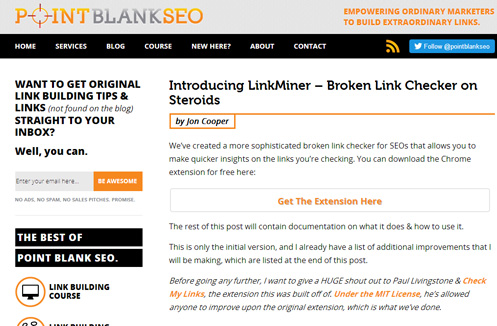 POINT BLANK SEO
EMPOWERING ORDINARY MARKETERS
TO BUILD EXTRAORDINARY LINKS.
HOME SERVICES BLOG COURSE NEW HERE? ABOUT CONTACT
Follow @pointblankseo
WANT TO GET ORIGINAL
LINK BUILDING TIPS &
LINKS (not found on the blog)
STRAIGHT TO YOUR
INBOX?
Well, you can.
Enter your email here...
BE AWESOME
NO ADS. NO SPAM. NO SALES PITCHES. PROMISE.
THE BEST OF
POINT BLANK SEO.
LINK BUILDING
COURSE
LINK BUILDING
Introducing LinkMiner – Broken Link Checker on
Steroids
by Jon Cooper
We've created a more sophisticated broken link checker for SEOs that allows you
to make quicker insights on the links you're checking. You can download the Chrome
extension for free here:
Get The Extension Here
The rest of this post will contain documentation on what it does & how to use it.
This is only the initial version, and I already have a list of additional improvements that I
will be making, which are listed at the end of this post.
Before going any further, I want to give a HUGE shout out to Paul Livingstone & Check
My Links, the extension this was built off of. Under the MIT License, he's allowed
anyone to improve upon the original extension, which is what we've done.